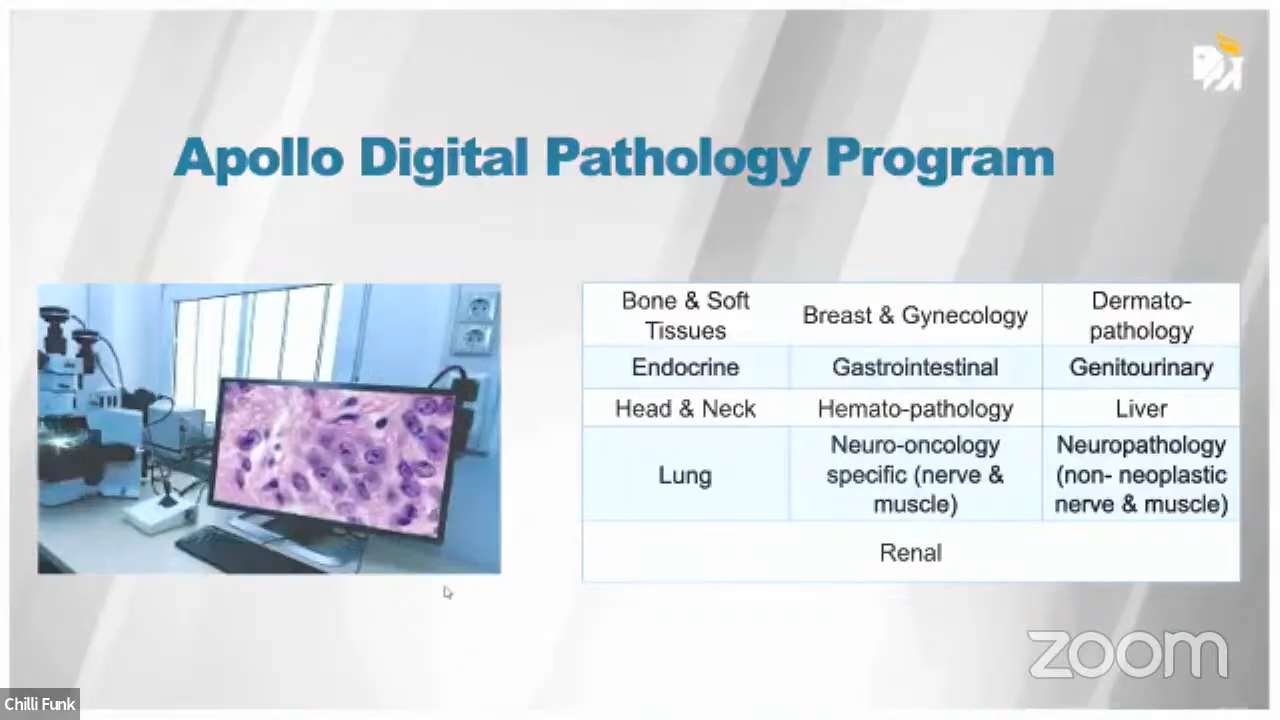 Apollo Digital Pathology Program
Bone & Soft
Tissues
Breast & Gynecology
Dermato-
pathology
Endocrine
Gastrointestinal
Genitourinary
Head & Neck
Hemato-pathology
Liver
Lung
Neuro-oncology
specific (nerve &
muscle)
Neuropathology
(non- neoplastic
nerve & muscle)
Renal
zoom
Chilli Funk